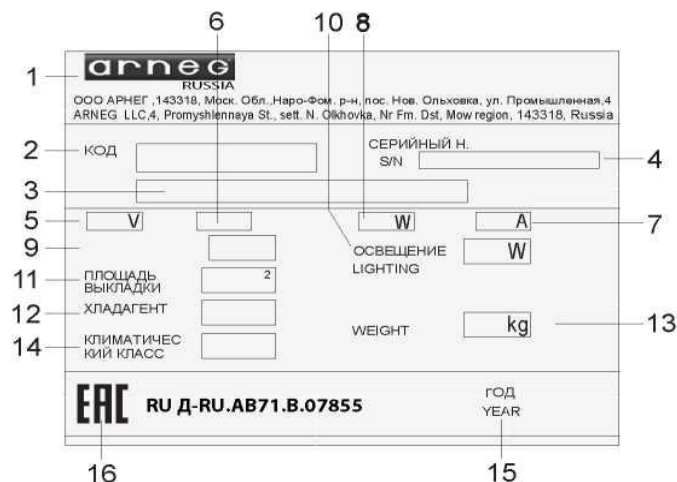 6 10 8
1 arneg
RUSSIA
ООО АРНЕГ ,143318, Моск. Обл.,Наро-Фом. р-н, пос. Нов. Ольховка, ул. Промышленная,4
ARNEG LLC,4, Promyshlennaya St., sett. N. Olkhovka, Nr Fm. Dst, Mow region, 143318, Russia
2 КОД СЕРИЙНЫЙ Н.
S/N 4
3
5 V W A 7
9 ОСВЕЩЕНИЕ W
LIGHTING
11 ПЛОЩАДЬ 2
ВЫКЛАДКИ
12 ХЛАДАГЕНТ
WEIGHT kg 13
14 КЛИМАТИЧЕС
КИЙ КЛАСС
EAC RU Д-RU.АВ71.В.07855 ГОД
YEAR
16 15